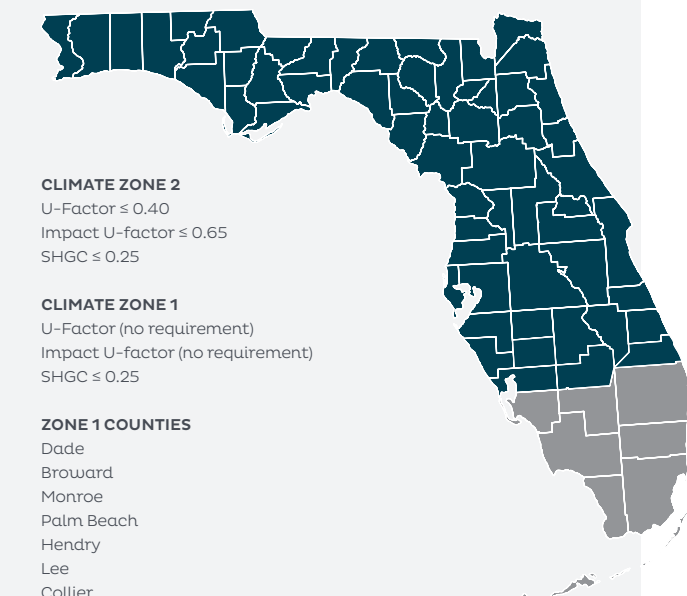 CLIMATE ZONE 2
U-Factor ≤ 0.40
Impact U-factor ≤ 0.65
SHGC ≤ 0.25
CLIMATE ZONE 1
U-Factor (no requirement)
Impact U-factor (no requirement)
SHGC ≤ 0.25
ZONE 1 COUNTIES
Dade
Broward
Monroe
Palm Beach
Hendry
Lee
Collier